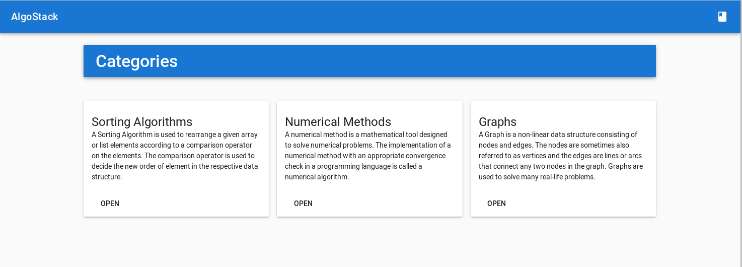 AlgoStack
Categories
Sorting Algorithms
A Sorting Algorithm is used to rearrange a given array
or list elements according to a comparison operator
on the elements. The comparison operator is used to
decide the new order of element in the respective data
structure.
OPEN
Numerical Methods
A numerical method is a mathematical tool designed
to solve numerical problems. The implementation of a
numerical method with an appropriate convergence
check in a programming language is called a
numerical algorithm.
OPEN
Graphs
A Graph is a non-linear data structure consisting of
nodes and edges. The nodes are sometimes also
referred to as vertices and the edges are lines or arcs
that connect any two nodes in the graph. Graphs are
used to solve many real-life problems.
OPEN